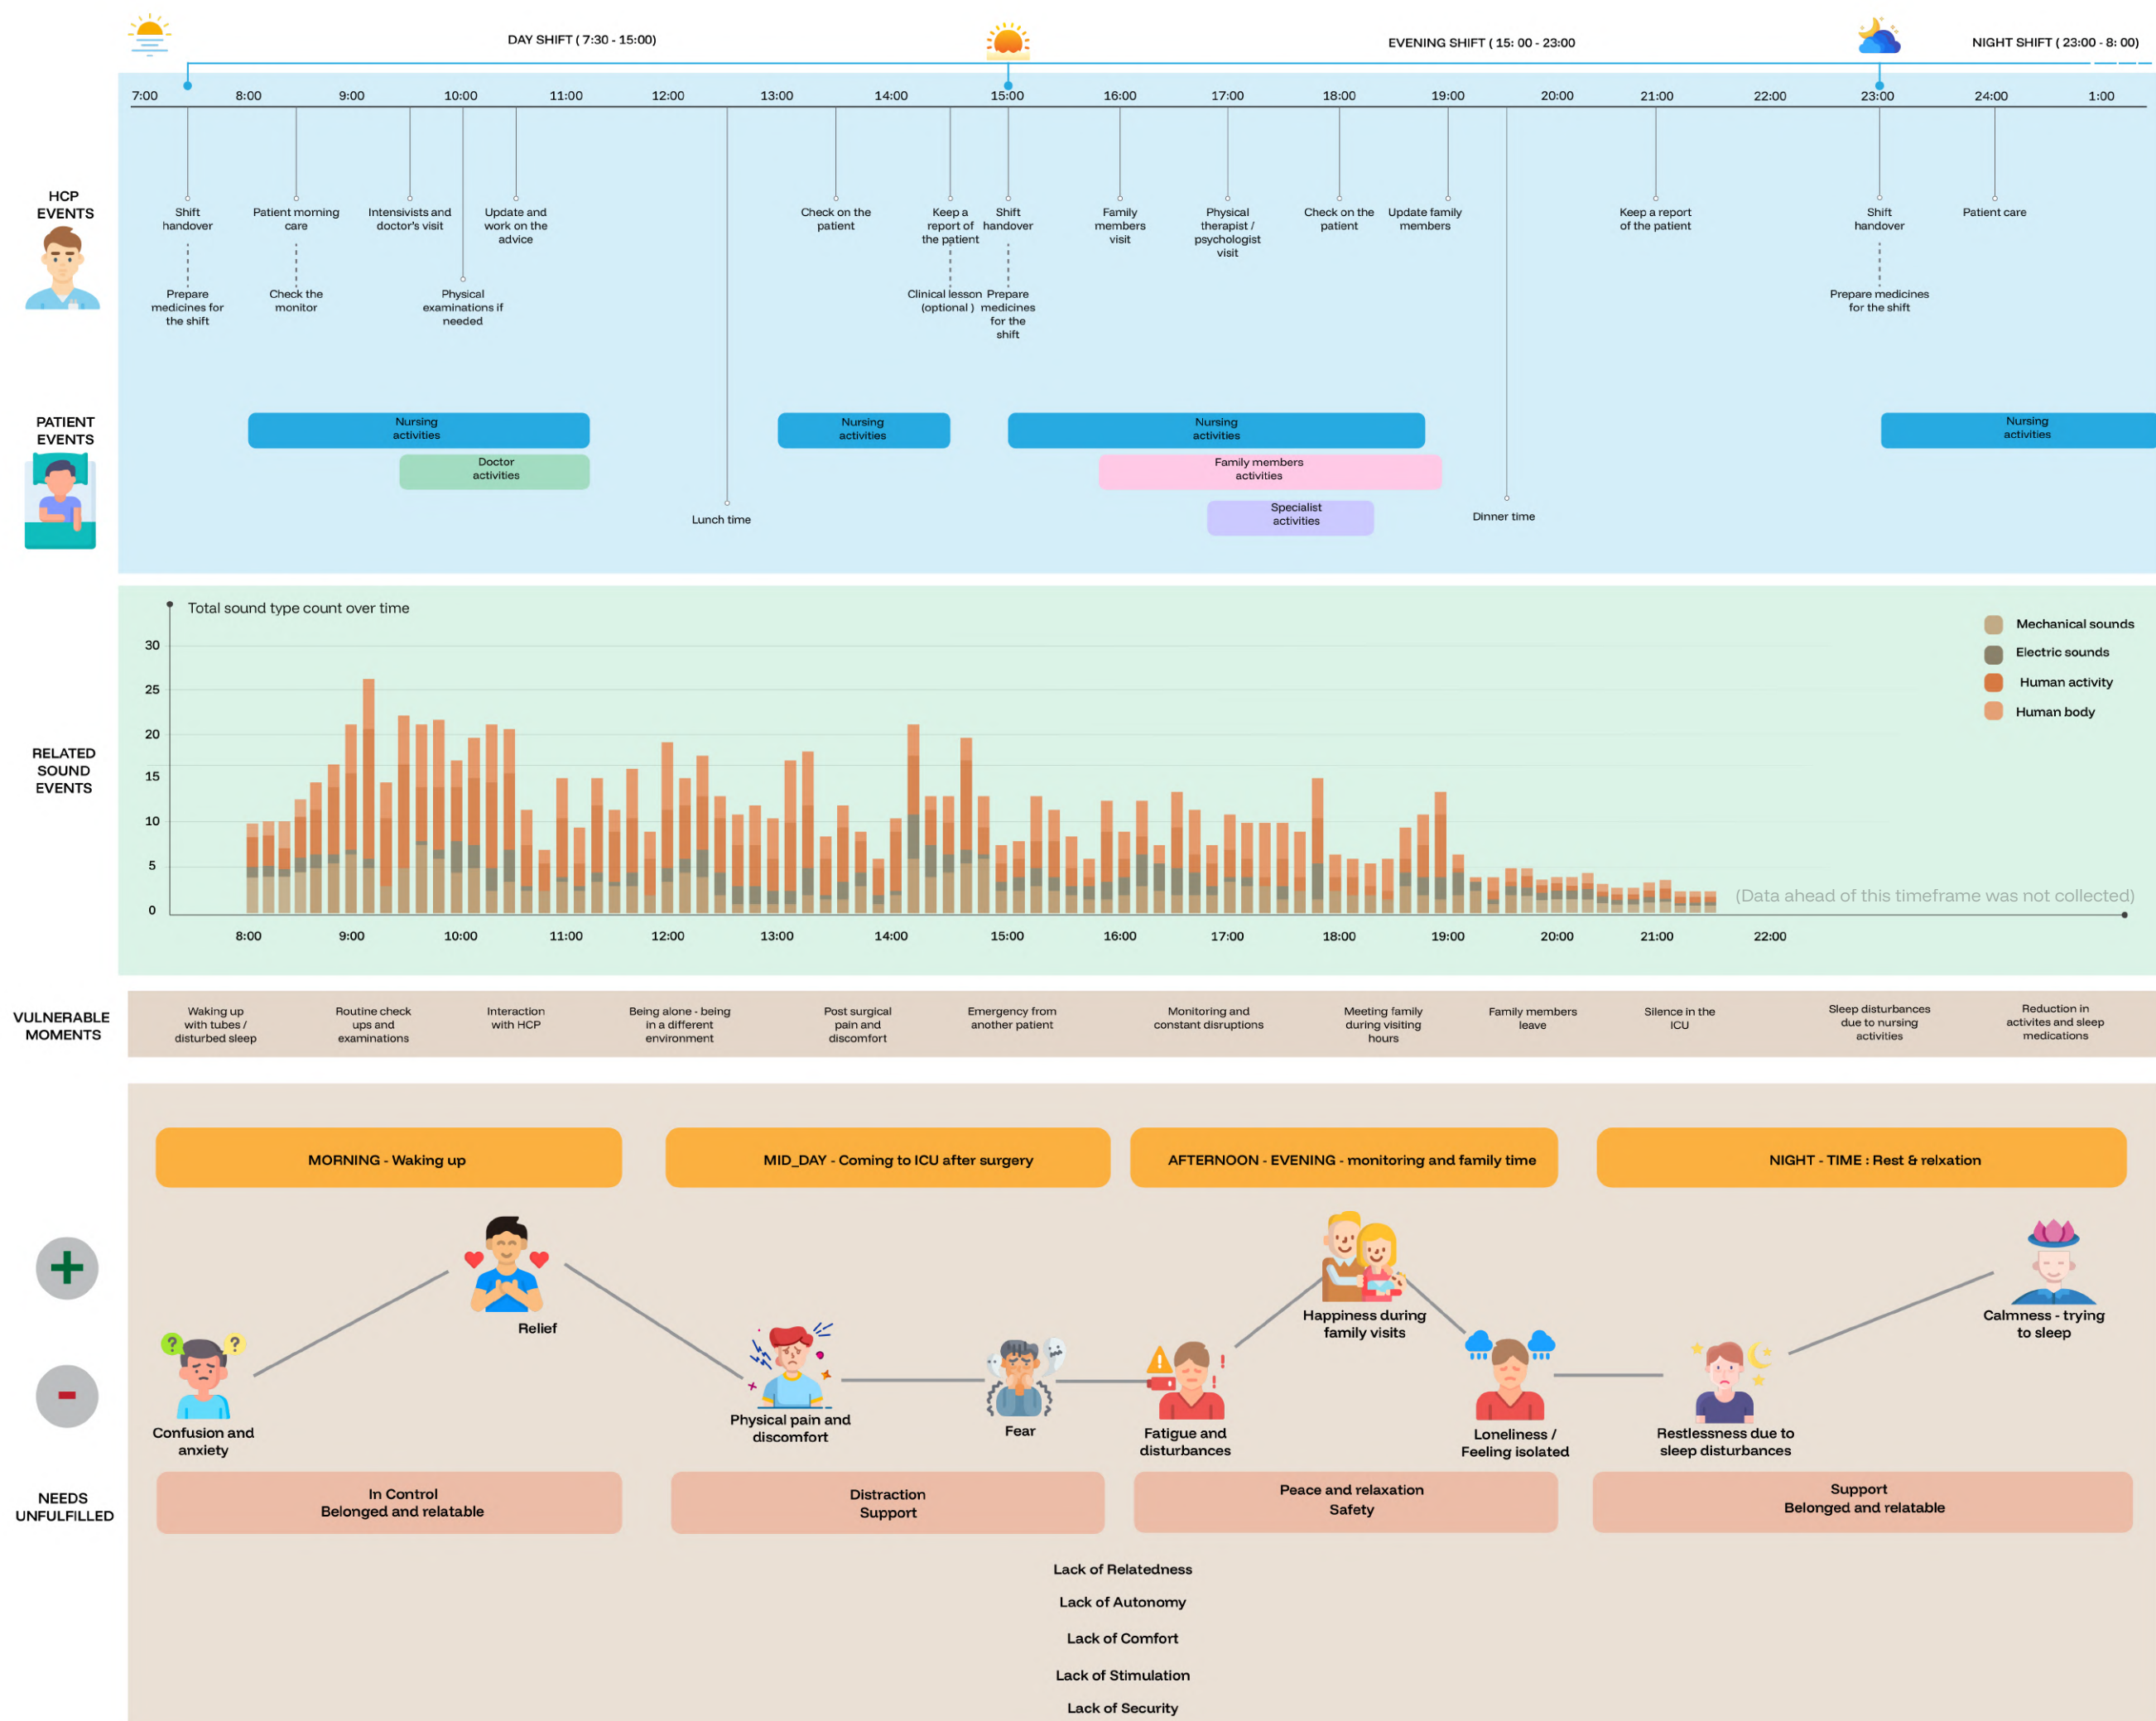 DAY SHIFT ( 7:30 - 15:00)
EVENING SHIFT ( 15: 00 - 23:00
NIGHT SHIFT ( 23:00 - 8: 00)
7:00 8:00 9:00 10:00 11:00 12:00 13:00 14:00 15:00 16:00 17:00 18:00 19:00 20:00 21:00 22:00 23:00 24:00 1:00
HCP
EVENTS
Shift
handover
Patient morning
care
Intensivists and
doctor's visit
Update and
work on the
advice
Check on the
patient
Keep a
report of
the patient
Shift
handover
Family
members
visit
Physical
therapist /
psychologist
visit
Check on the
patient
Update family
members
Keep a report
of the patient
Shift
handover
Patient care
Prepare
medicines for
the shift
Check the
monitor
Physical
examinations if
needed
Clinical lesson
(optional )
Prepare
medicines
for the
shift
Prepare medicines
for the shift
PATIENT
EVENTS
Nursing
activities
Nursing
activities
Nursing
activities
Nursing
activities
Doctor
activities
Family members
activities
Specialist
activities
Lunch time
Dinner time
RELATED
SOUND
EVENTS
Total sound type count over time
30
25
20
15
10
5
0
Mechanical sounds
Electric sounds
Human activity
Human body
(Data ahead of this timeframe was not collected)
8:00 9:00 10:00 11:00 12:00 13:00 14:00 15:00 16:00 17:00 18:00 19:00 20:00 21:00 22:00
VULNERABLE
MOMENTS
Waking up
with tubes /
disturbed sleep
Routine check
ups and
examinations
Interaction
with HCP
Being alone - being
in a different
environment
Post surgical
pain and
discomfort
Emergency from
another patient
Monitoring and
constant disruptions
Meeting family
during visiting
hours
Family members
leave
Silence in the
ICU
Sleep disturbances
due to nursing
activities
Reduction in
activites and sleep
medications
MORNING - Waking up
MID_DAY - Coming to ICU after surgery
AFTERNOON - EVENING - monitoring and family time
NIGHT - TIME : Rest & relxation
+
-
? ?
Confusion and
anxiety
Relief
Physical pain and
discomfort
Fear
Fatigue and
disturbances
Happiness during
family visits
Loneliness /
Feeling isolated
Restlessness due to
sleep disturbances
Calmness - trying
to sleep
NEEDS
UNFULFILLED
In Control
Belonged and relatable
Distraction
Support
Peace and relaxation
Safety
Support
Belonged and relatable
Lack of Relatedness
Lack of Autonomy
Lack of Comfort
Lack of Stimulation
Lack of Security